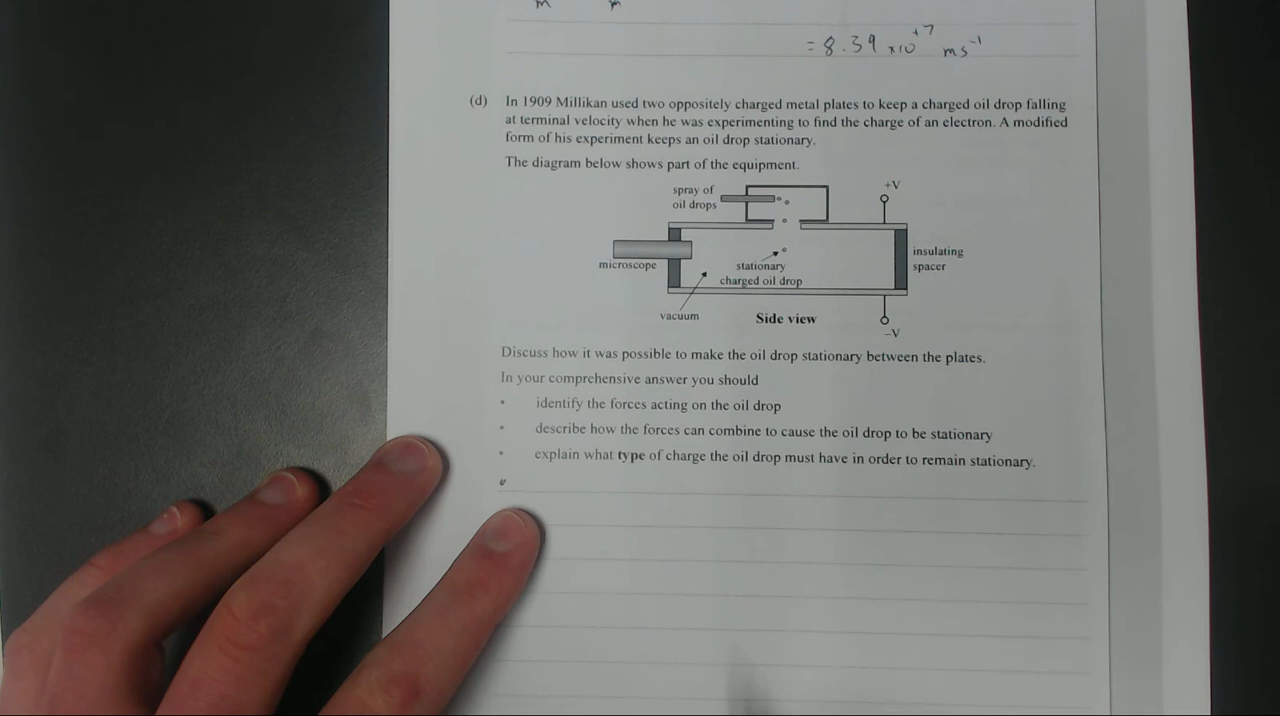 m m
= 8.39 x10⁺⁷ ms⁻¹
(d) In 1909 Millikan used two oppositely charged metal plates to keep a charged oil drop falling
at terminal velocity when he was experimenting to find the charge of an electron. A modified
form of his experiment keeps an oil drop stationary.
The diagram below shows part of the equipment.
spray of
oil drops
+V
microscope
stationary
charged oil drop
insulating
spacer
vacuum
Side view
–V
Discuss how it was possible to make the oil drop stationary between the plates.
In your comprehensive answer you should
• identify the forces acting on the oil drop
• describe how the forces can combine to cause the oil drop to be stationary
• explain what type of charge the oil drop must have in order to remain stationary.